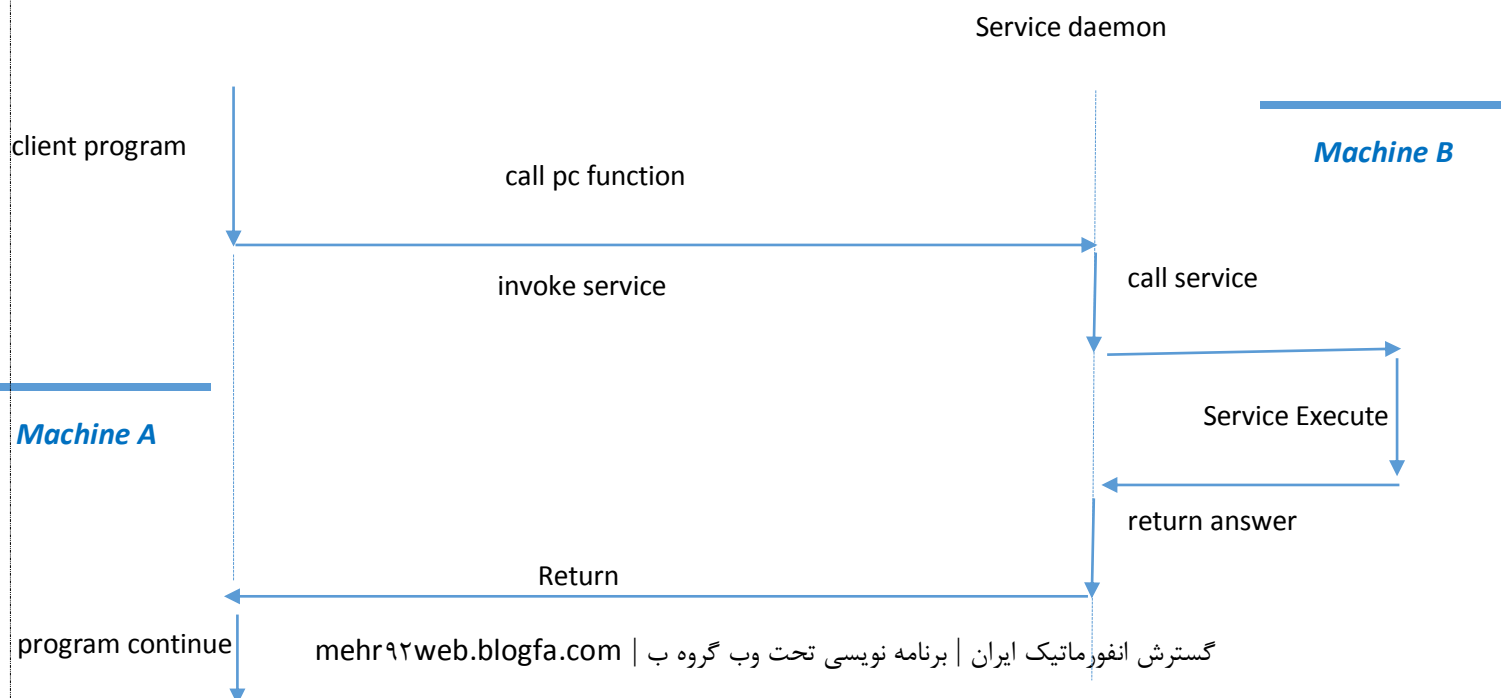 Service daemon
client program
Machine B
call pc function
call service
invoke service
Service Execute
Machine A
return answer
Return
program continue
گسترش انفورماتیک ایران | برنامه نویسی تحت وب گروه ب | mehr۹۲web.blogfa.com